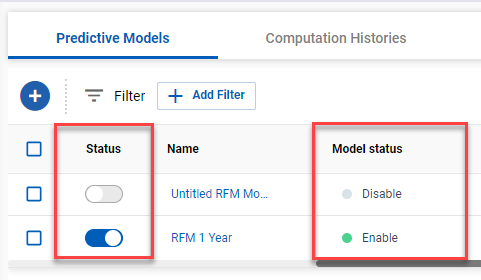 Predictive Models Computation Histories
Filter Add Filter
Status Name Model status
Untitled RFM Mo... Disable
RFM 1 Year Enable